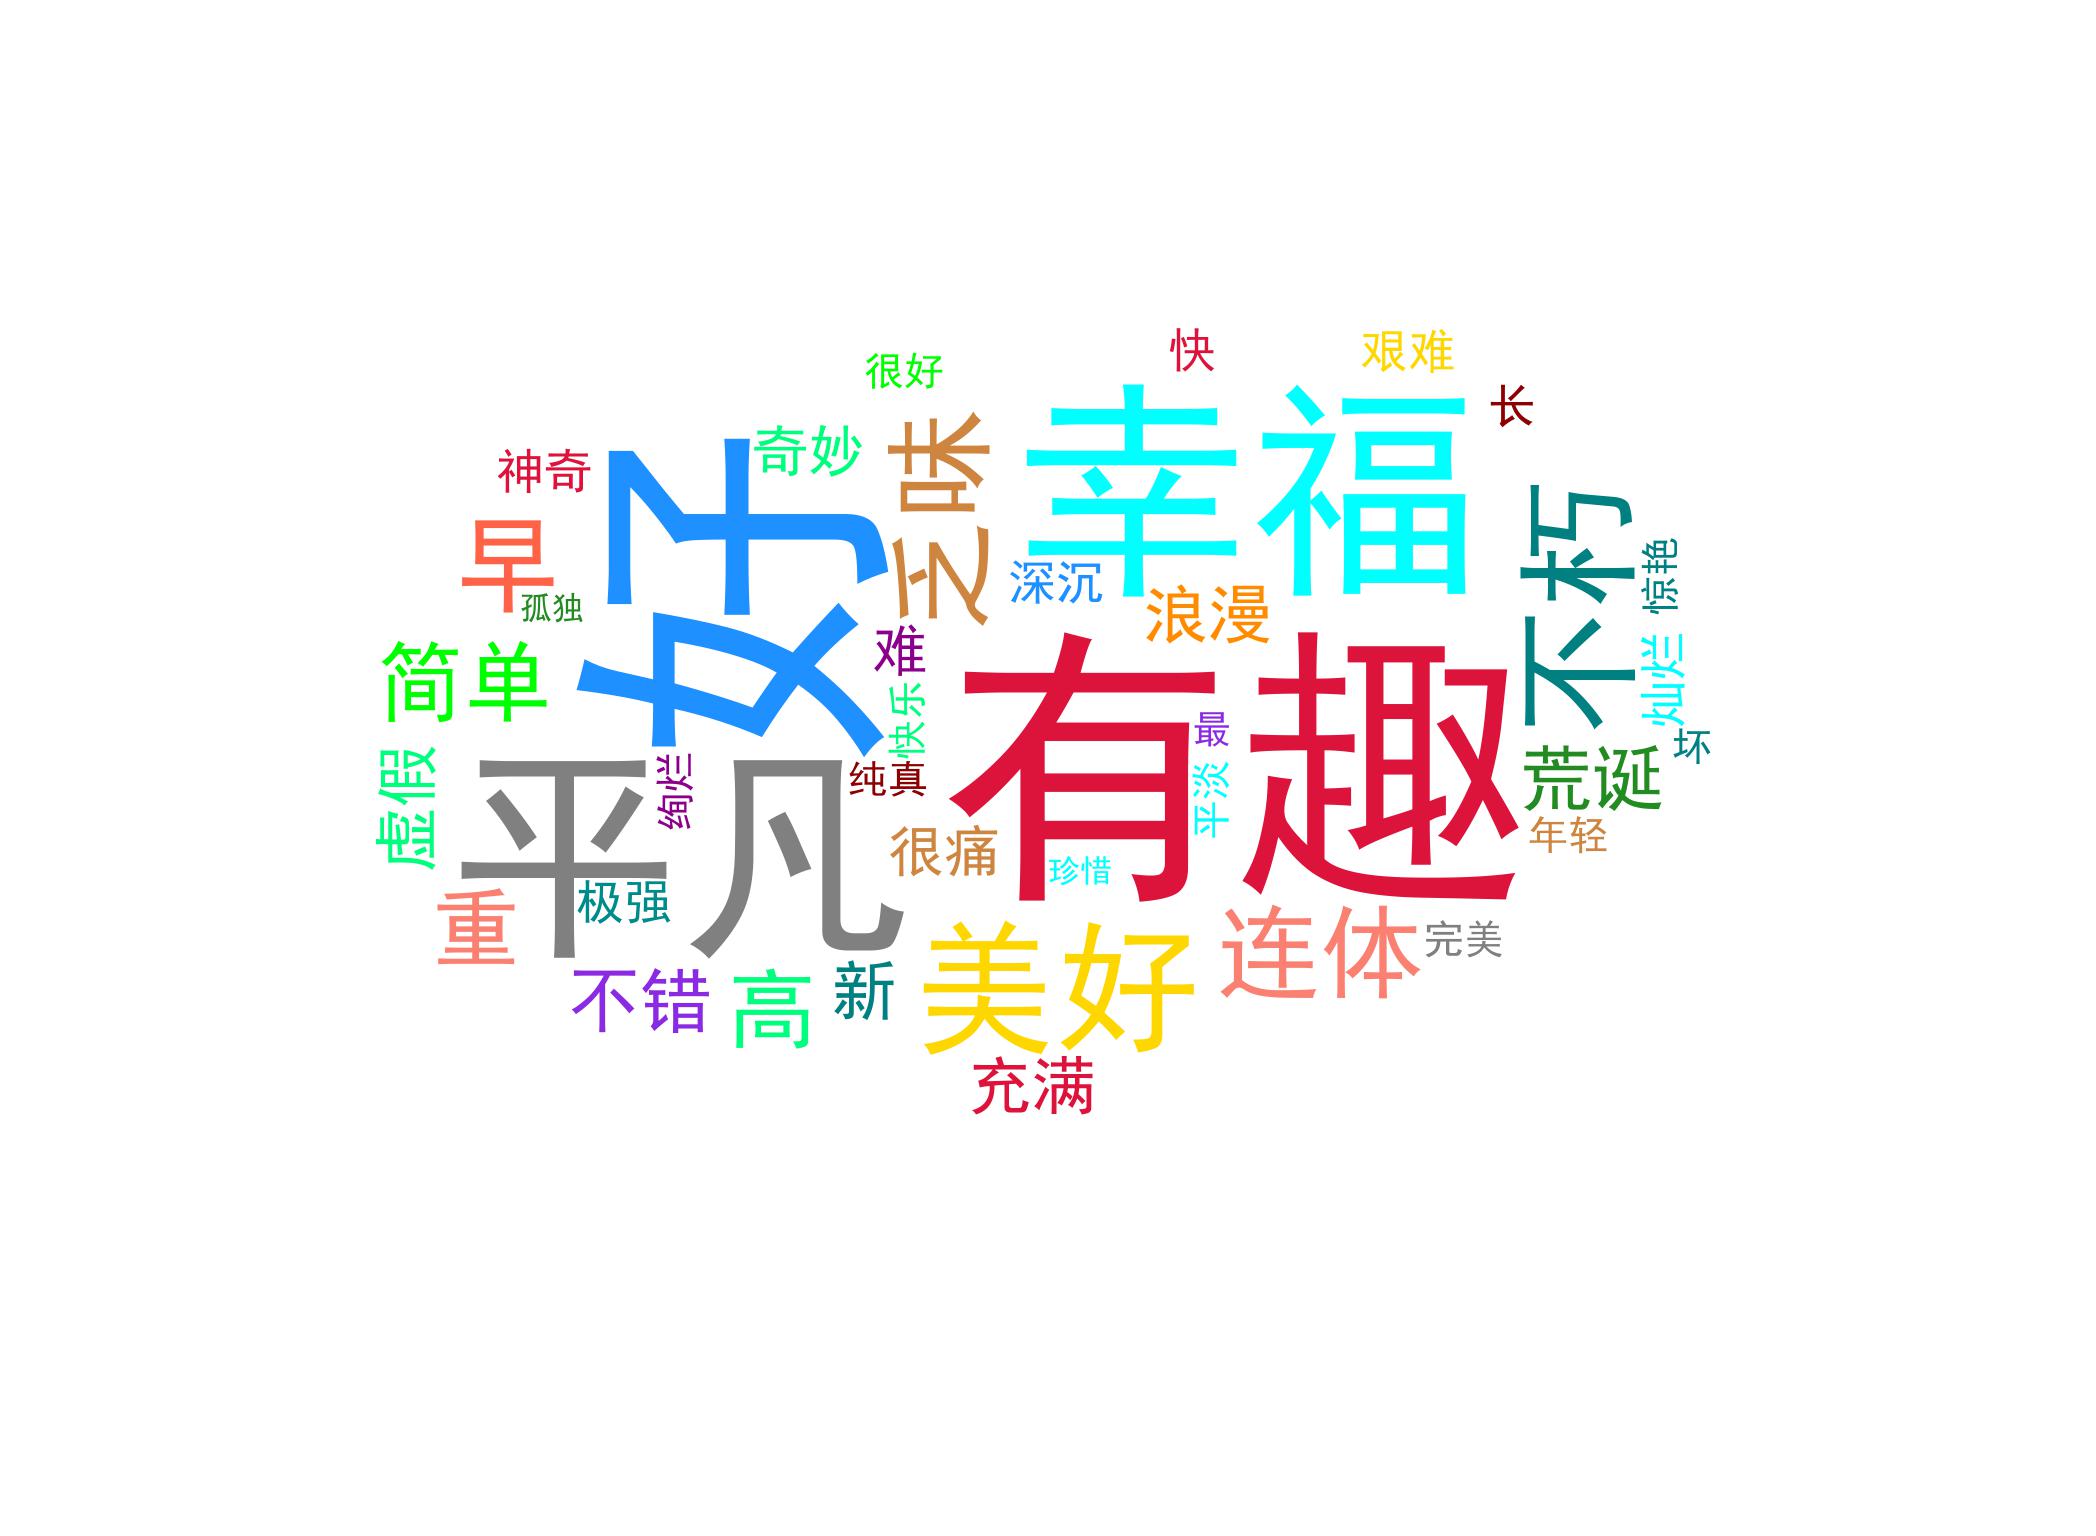 快
艰难
很好
长
幸福
奇妙
乏味
神奇
好
早
不朽
惊艳
深沉
孤独
浪漫
难
简单
灿烂
有趣
快乐
最
坏
虚假
绚烂
纯真
平淡
荒诞
平凡
年轻
很痛
珍惜
极强
重
连体
完美
美好
新
不错
高
充满